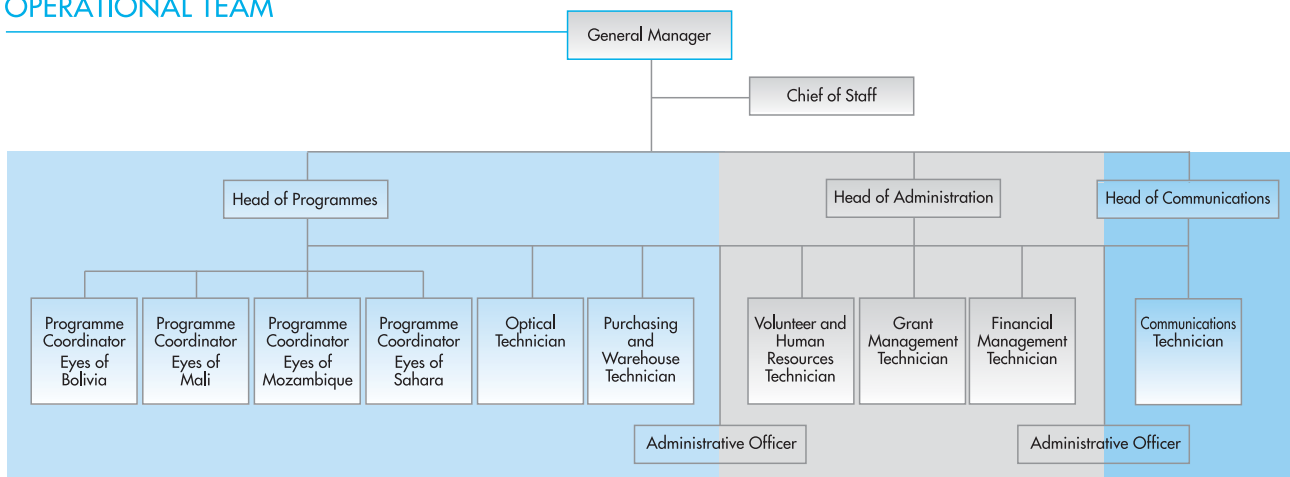 OPERATIONAL TEAM
General Manager
Chief of Staff
Head of Programmes
Head of Administration
Head of Communications
Programme
Coordinator
Eyes of
Bolivia
Programme
Coordinator
Eyes of
Mali
Programme
Coordinator
Eyes of
Mozambique
Programme
Coordinator
Eyes of
Sahara
Optical
Technician
Purchasing
and
Warehouse
Technician
Volunteer and
Human
Resources
Technician
Grant
Management
Technician
Financial
Management
Technician
Communications
Technician
Administrative Officer
Administrative Officer